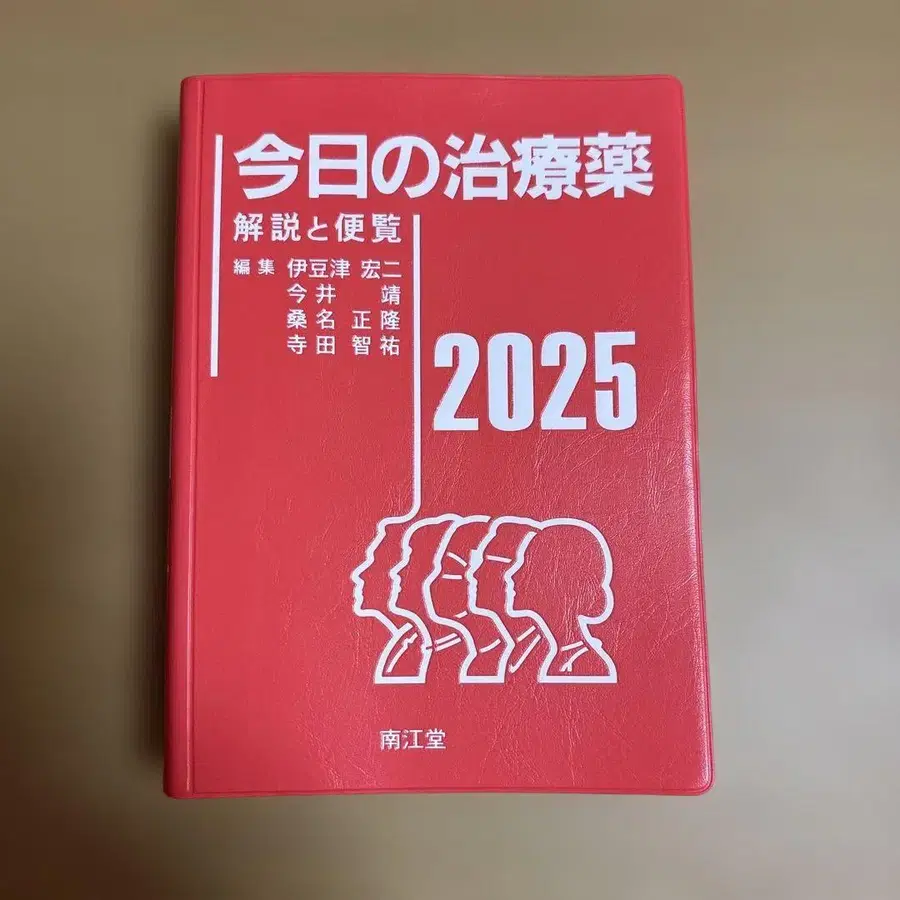 今日の治療薬
解説と便覧
編集 伊豆津 宏二
今井 靖
桑名 正隆
寺田 智祐
2025
南江堂